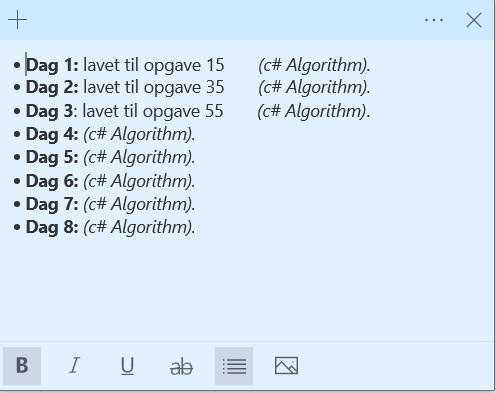 • Dag 1: lavet til opgave 15 (c# Algorithm).
• Dag 2: lavet til opgave 35 (c# Algorithm).
• Dag 3: lavet til opgave 55 (c# Algorithm).
• Dag 4: (c# Algorithm).
• Dag 5: (c# Algorithm).
• Dag 6: (c# Algorithm).
• Dag 7: (c# Algorithm).
• Dag 8: (c# Algorithm).
B I U ab